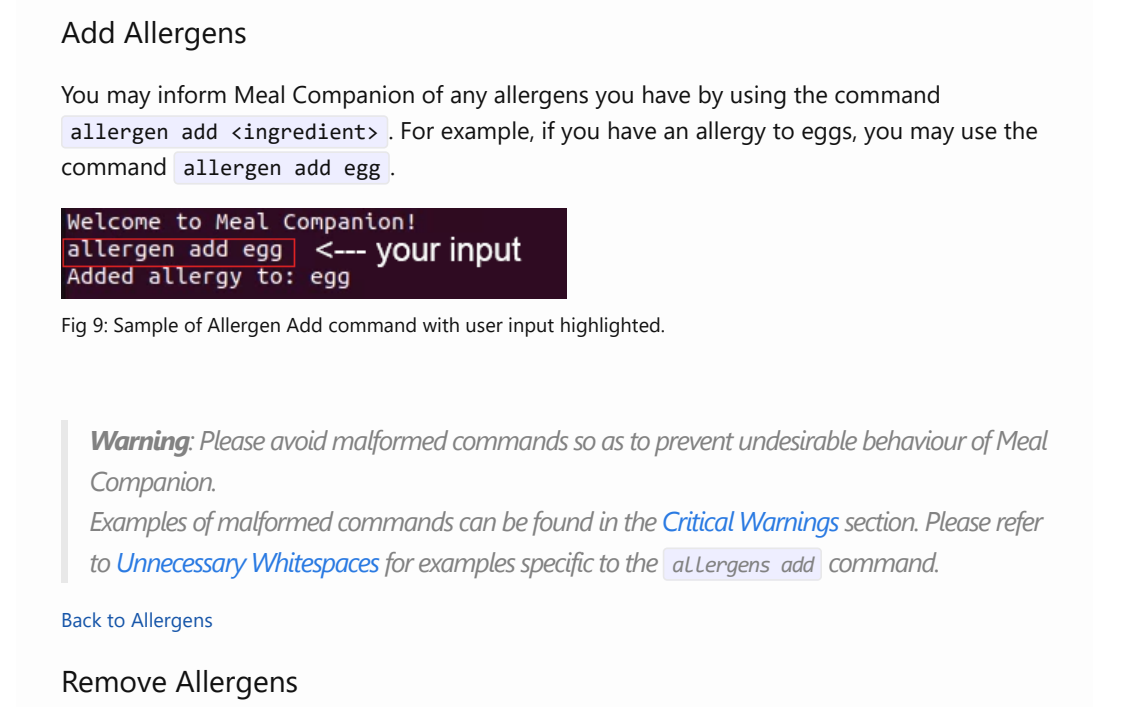 Add Allergens
You may inform Meal Companion of any allergens you have by using the command
allergen add <ingredient> . For example, if you have an allergy to eggs, you may use the
command allergen add egg .
Welcome to Meal Companion!
allergen add egg <--- your input
Added allergy to: egg
Fig 9: Sample of Allergen Add command with user input highlighted.
Warning: Please avoid malformed commands so as to prevent undesirable behaviour of Meal
Companion.
Examples of malformed commands can be found in the Critical Warnings section. Please refer
to Unnecessary Whitespaces for examples specific to the allergens add command.
Back to Allergens
Remove Allergens